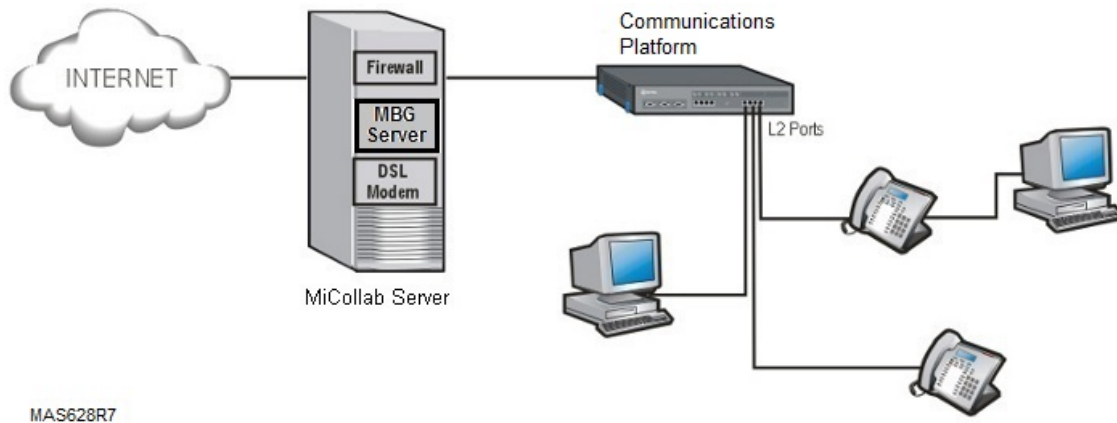 INTERNET
Firewall
MBG
Server
DSL
Modem
MiCollab Server
Communications
Platform
L2 Ports
MAS628R7